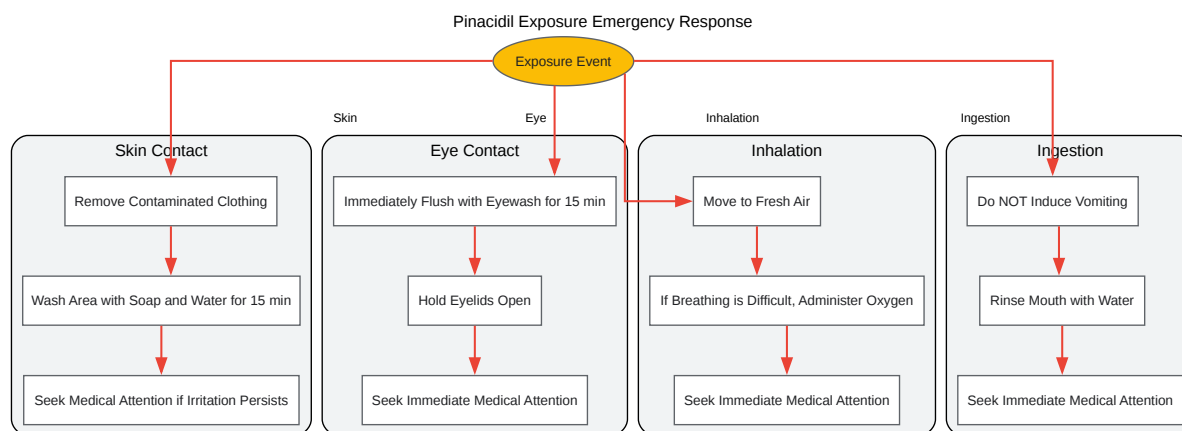 Pinacidil Exposure Emergency Response
Exposure Event
Skin
Eye
Inhalation
Ingestion
Skin Contact
Eye Contact
Inhalation
Ingestion
Remove Contaminated Clothing
Immediately Flush with Eyewash for 15 min
Move to Fresh Air
Do NOT Induce Vomiting
Wash Area with Soap and Water for 15 min
Hold Eyelids Open
If Breathing is Difficult, Administer Oxygen
Rinse Mouth with Water
Seek Medical Attention if Irritation Persists
Seek Immediate Medical Attention
Seek Immediate Medical Attention
Seek Immediate Medical Attention